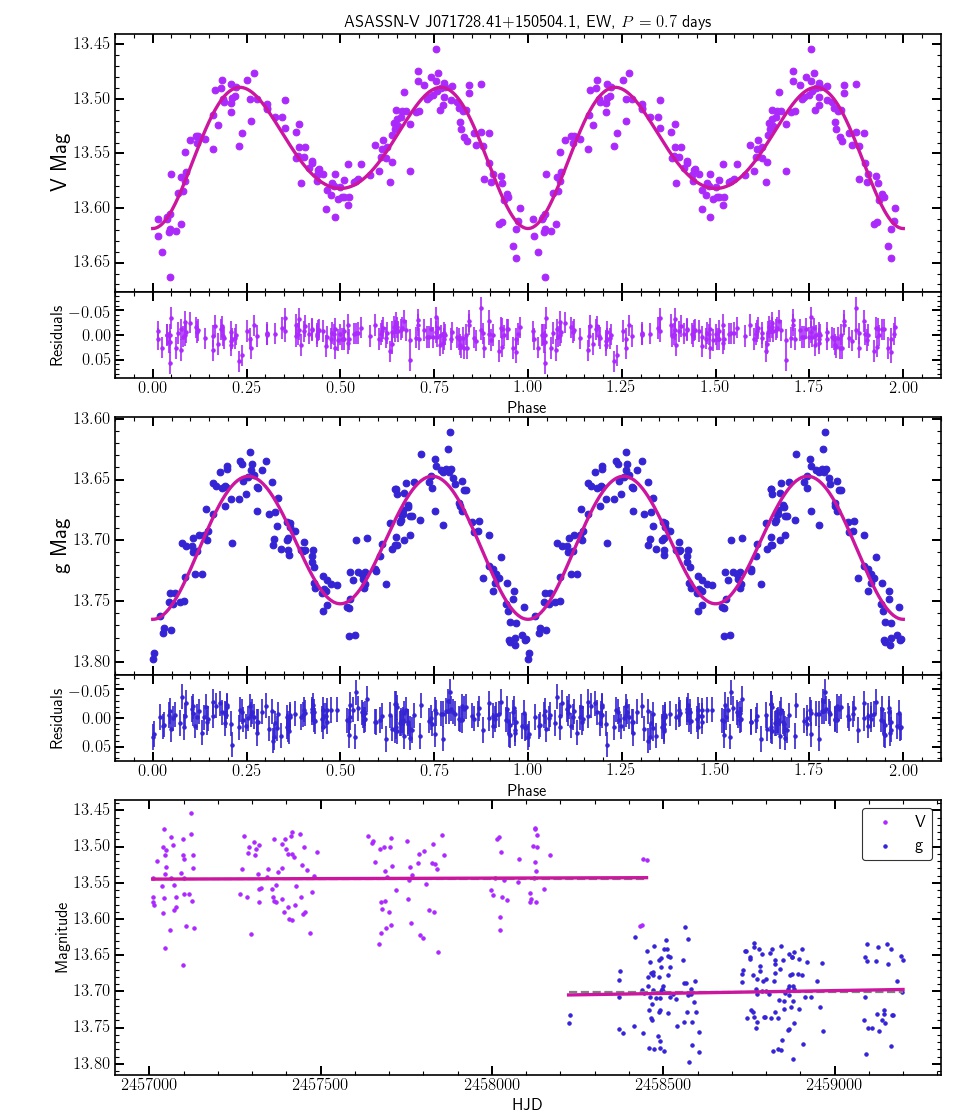 ASASSN-V J071728.41+150504.1, EW, P = 0.7 days
13.45
13.50
13.55
13.60
13.65
V Mag
−0.05
0.00
0.05
Residuals
0.00 0.25 0.50 0.75 1.00 1.25 1.50 1.75 2.00
Phase
13.60
13.65
13.70
13.75
13.80
g Mag
−0.05
0.00
0.05
Residuals
0.00 0.25 0.50 0.75 1.00 1.25 1.50 1.75 2.00
Phase
13.45
13.50
13.55
13.60
13.65
13.70
13.75
13.80
Magnitude
V
g
2457000 2457500 2458000 2458500 2459000
HJD